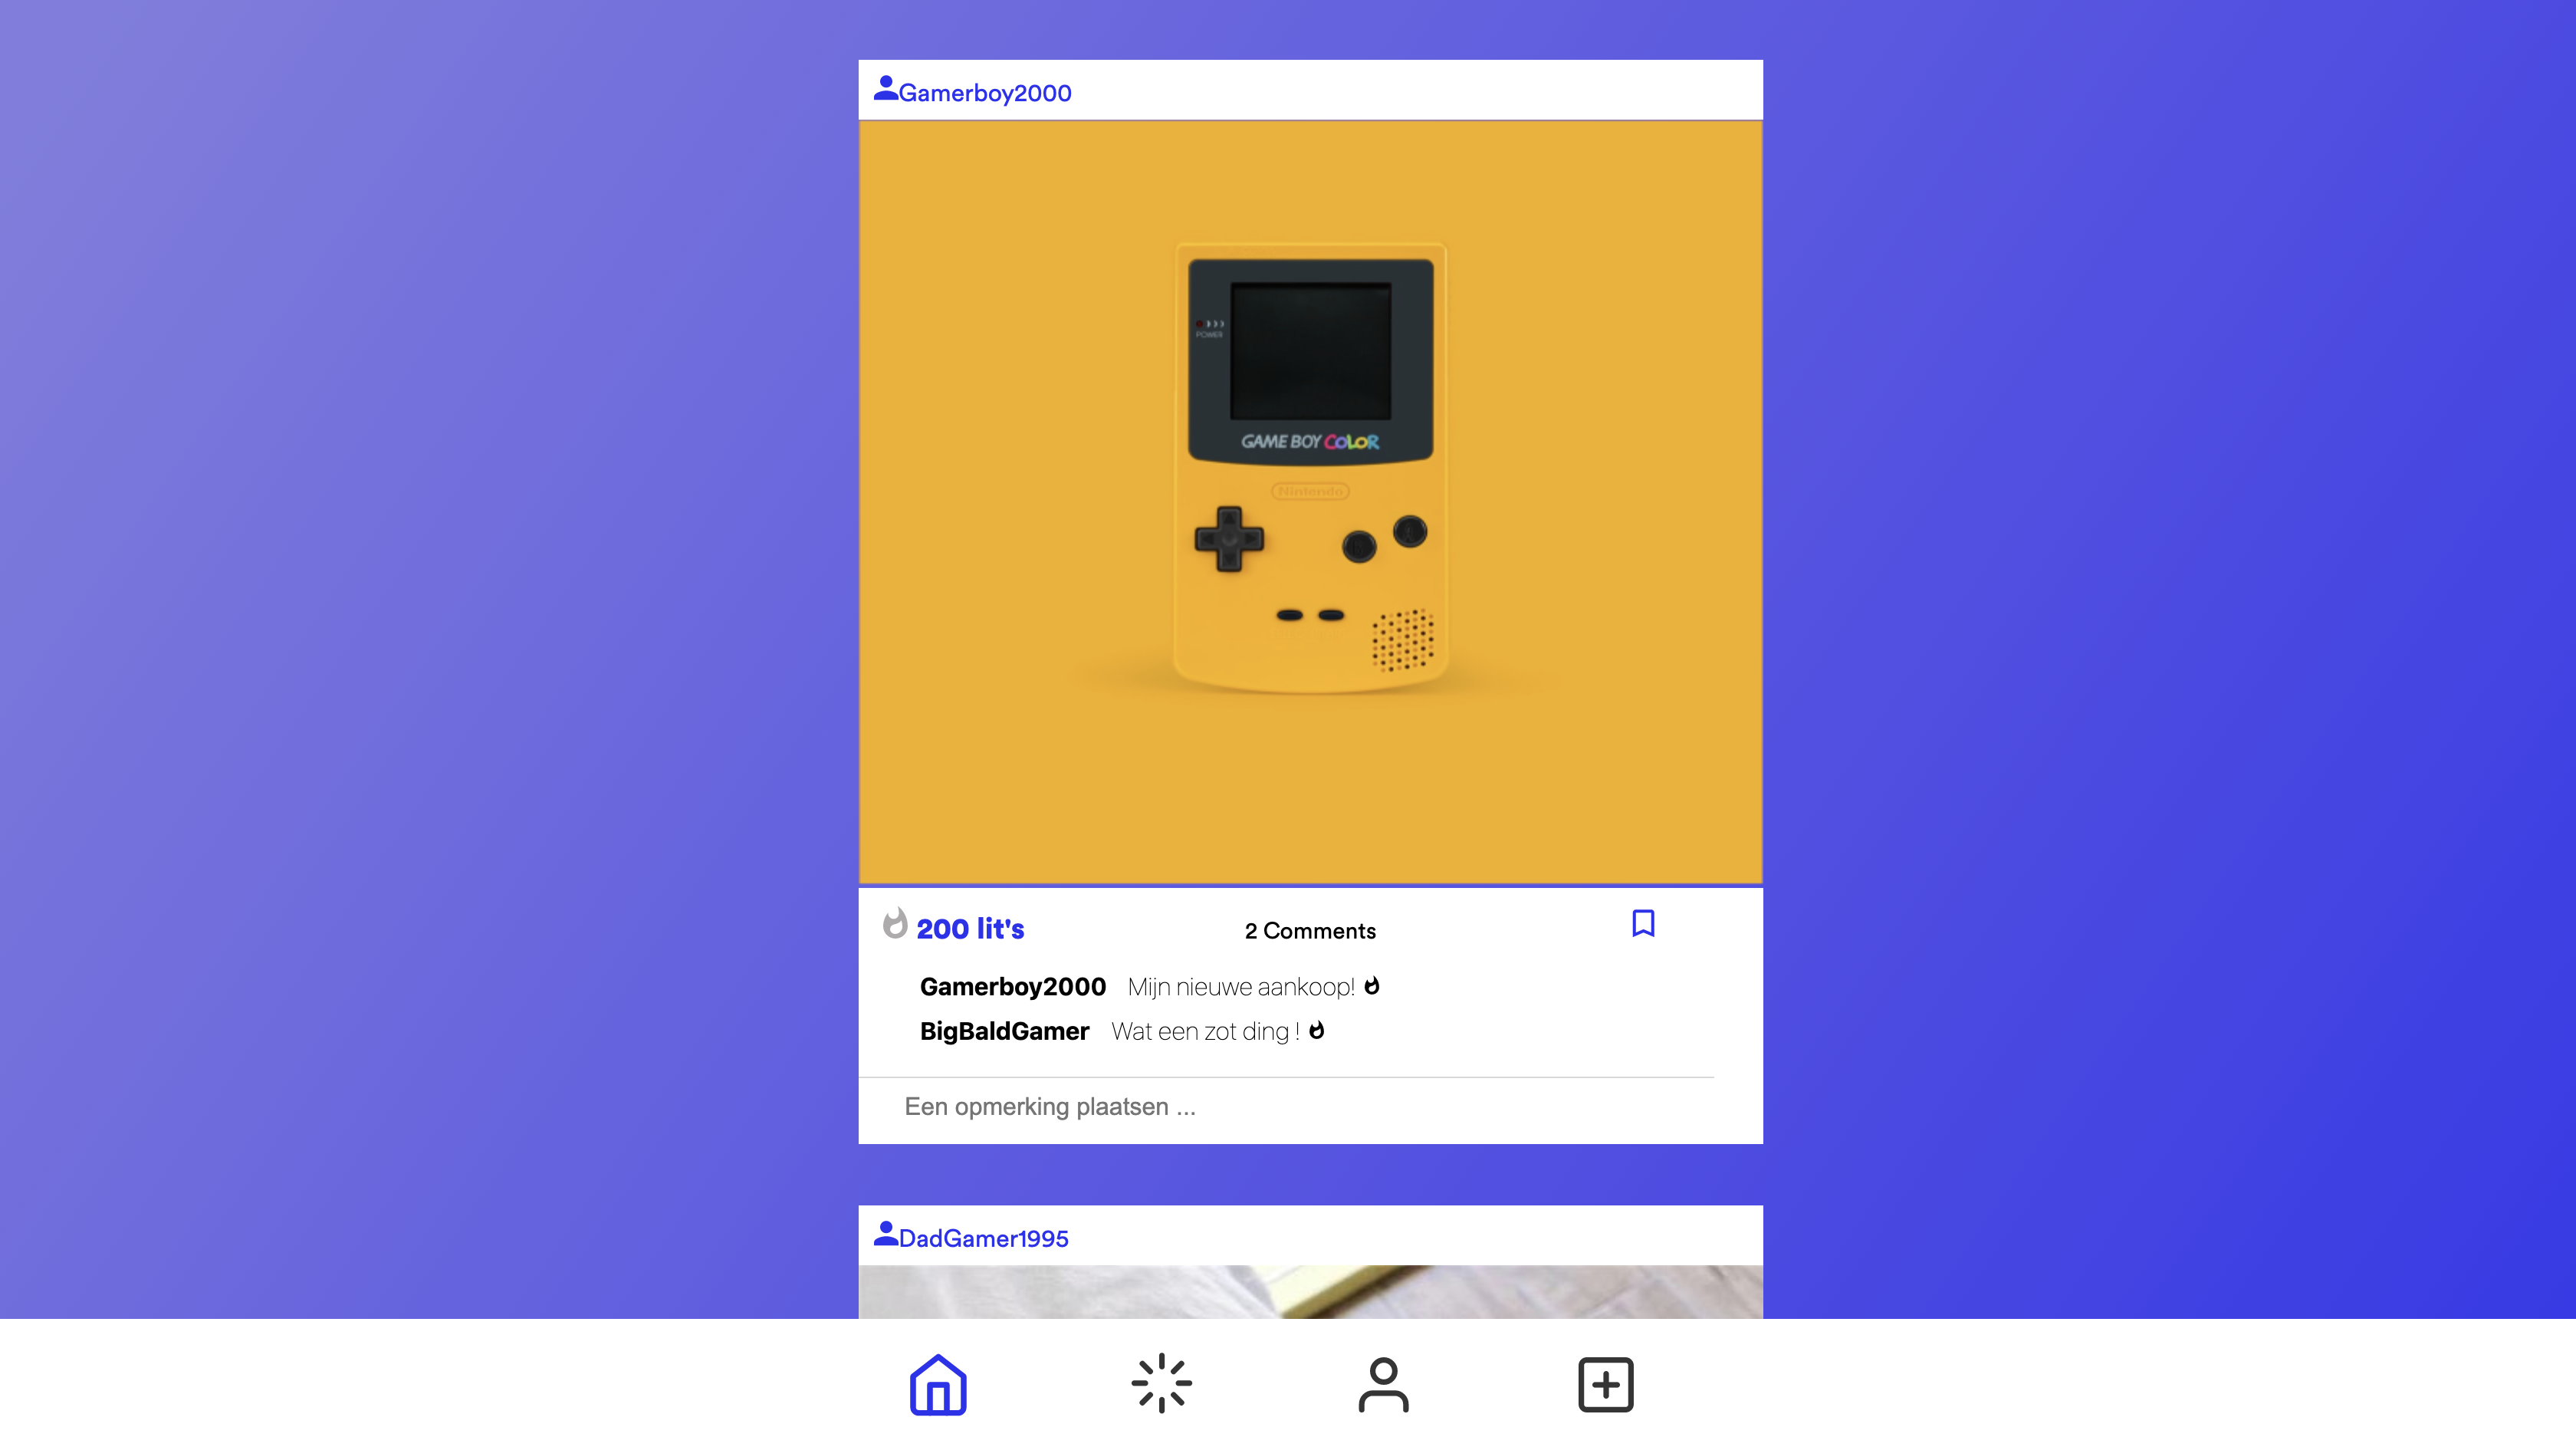 Gamerboy2000
POWER
GAME BOY COLOR
Nintendo
200 lit's
2 Comments
Gamerboy2000 Mijn nieuwe aankoop!
BigBaldGamer Wat een zot ding !
Een opmerking plaatsen ...
DadGamer1995